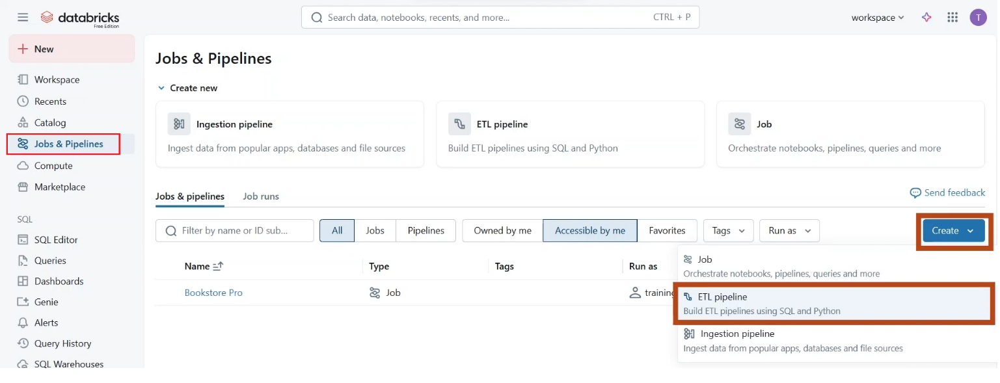 databricks
Free Edition
Search data, notebooks, recents, and more...
CTRL + P
workspace
T
New
Workspace
Recents
Catalog
Jobs & Pipelines
Compute
Marketplace
SQL
SQL Editor
Queries
Dashboards
Genie
Alerts
Query History
SQL Warehouses
Jobs & Pipelines
Create new
Ingestion pipeline
Ingest data from popular apps, databases and file sources
ETL pipeline
Build ETL pipelines using SQL and Python
Job
Orchestrate notebooks, pipelines, queries and more
Jobs & pipelines
Job runs
Send feedback
Filter by name or ID sub...
All
Jobs
Pipelines
Owned by me
Accessible by me
Favorites
Tags
Run as
Create
Name
Type
Tags
Run as
Bookstore Pro
Job
training
Job
Orchestrate notebooks, pipelines, queries and more
ETL pipeline
Build ETL pipelines using SQL and Python
Ingestion pipeline
Ingest data from popular apps, databases and file sources